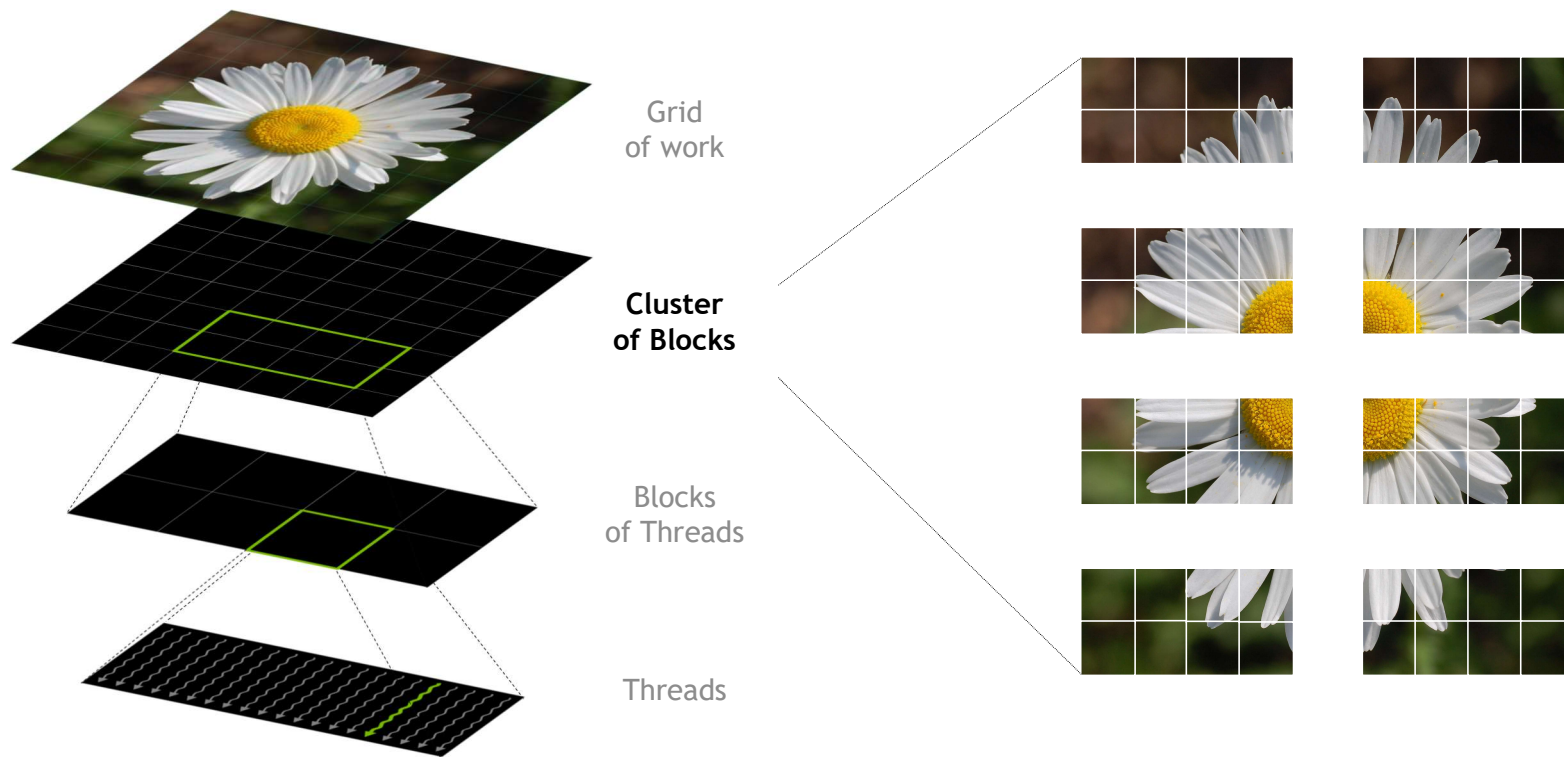 Grid
of work
Cluster
of Blocks
Blocks
of Threads
Threads